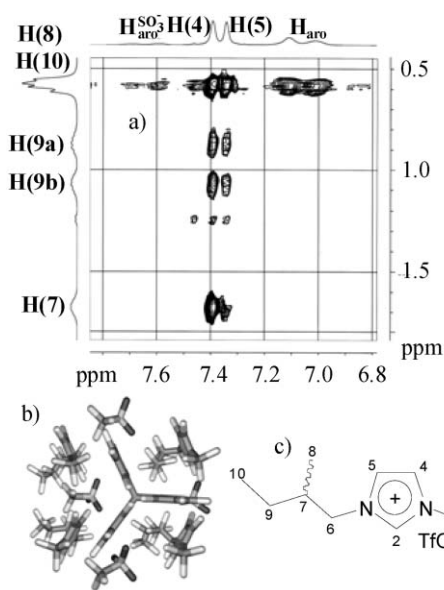 H(8) H_aro^SO3^- H(4) H(5) H_aro
H(10)
a)
0.5
H(9a)
H(9b)
1.0
1.5
H(7)
ppm
ppm 7.6 7.4 7.2 7.0 6.8
b)
c)
8
10
5 4
9 7 6
N + N
2
TfO